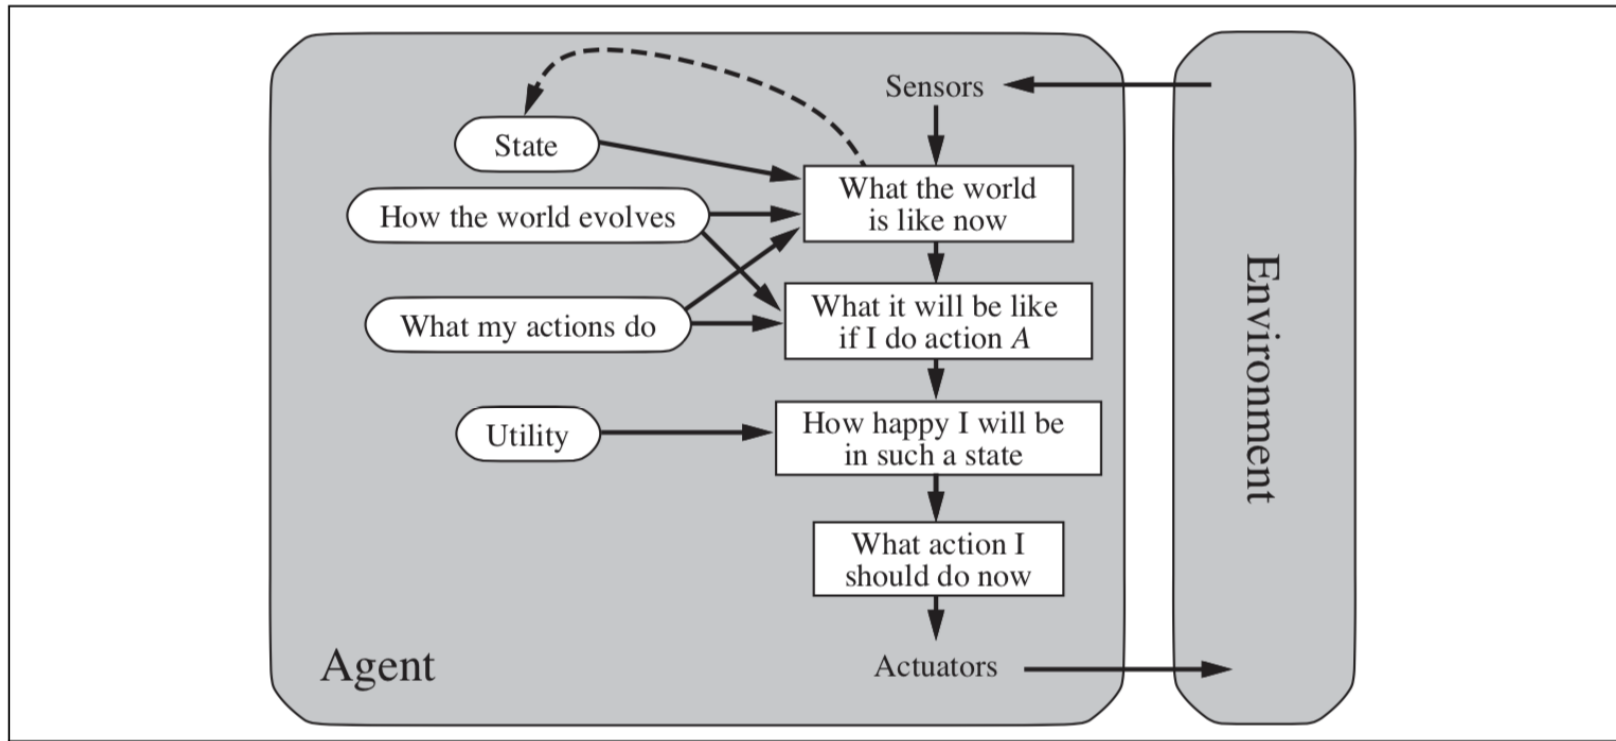 Sensors
State
What the world
is like now
How the world evolves
What it will be like
if I do action A
What my actions do
How happy I will be
in such a state
Utility
What action I
should do now
Agent
Actuators
Environment